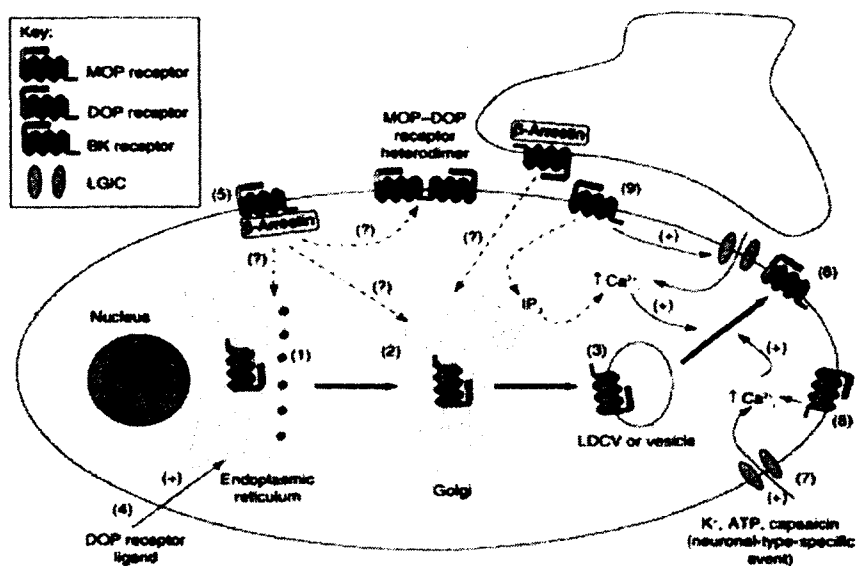 Key:
MOP receptor
DOP receptor
BK receptor
LGIC
MOP–DOP
receptor
heterodimer
β-Arrestin
(5)
β-Arrestin
(9)
(?)
(?)
(?)
(?)
(+)
↑Ca²⁺
(6)
IP₃
(+)
Nucleus
(1)
(2)
(3)
(+)
↑Ca²⁺
(8)
LDCV or vesicle
(+)
(4)
Endoplasmic
reticulum
Golgi
(7)
(+)
DOP receptor
ligand
K⁺, ATP, capsaicin
(neuronal-type-specific
event)